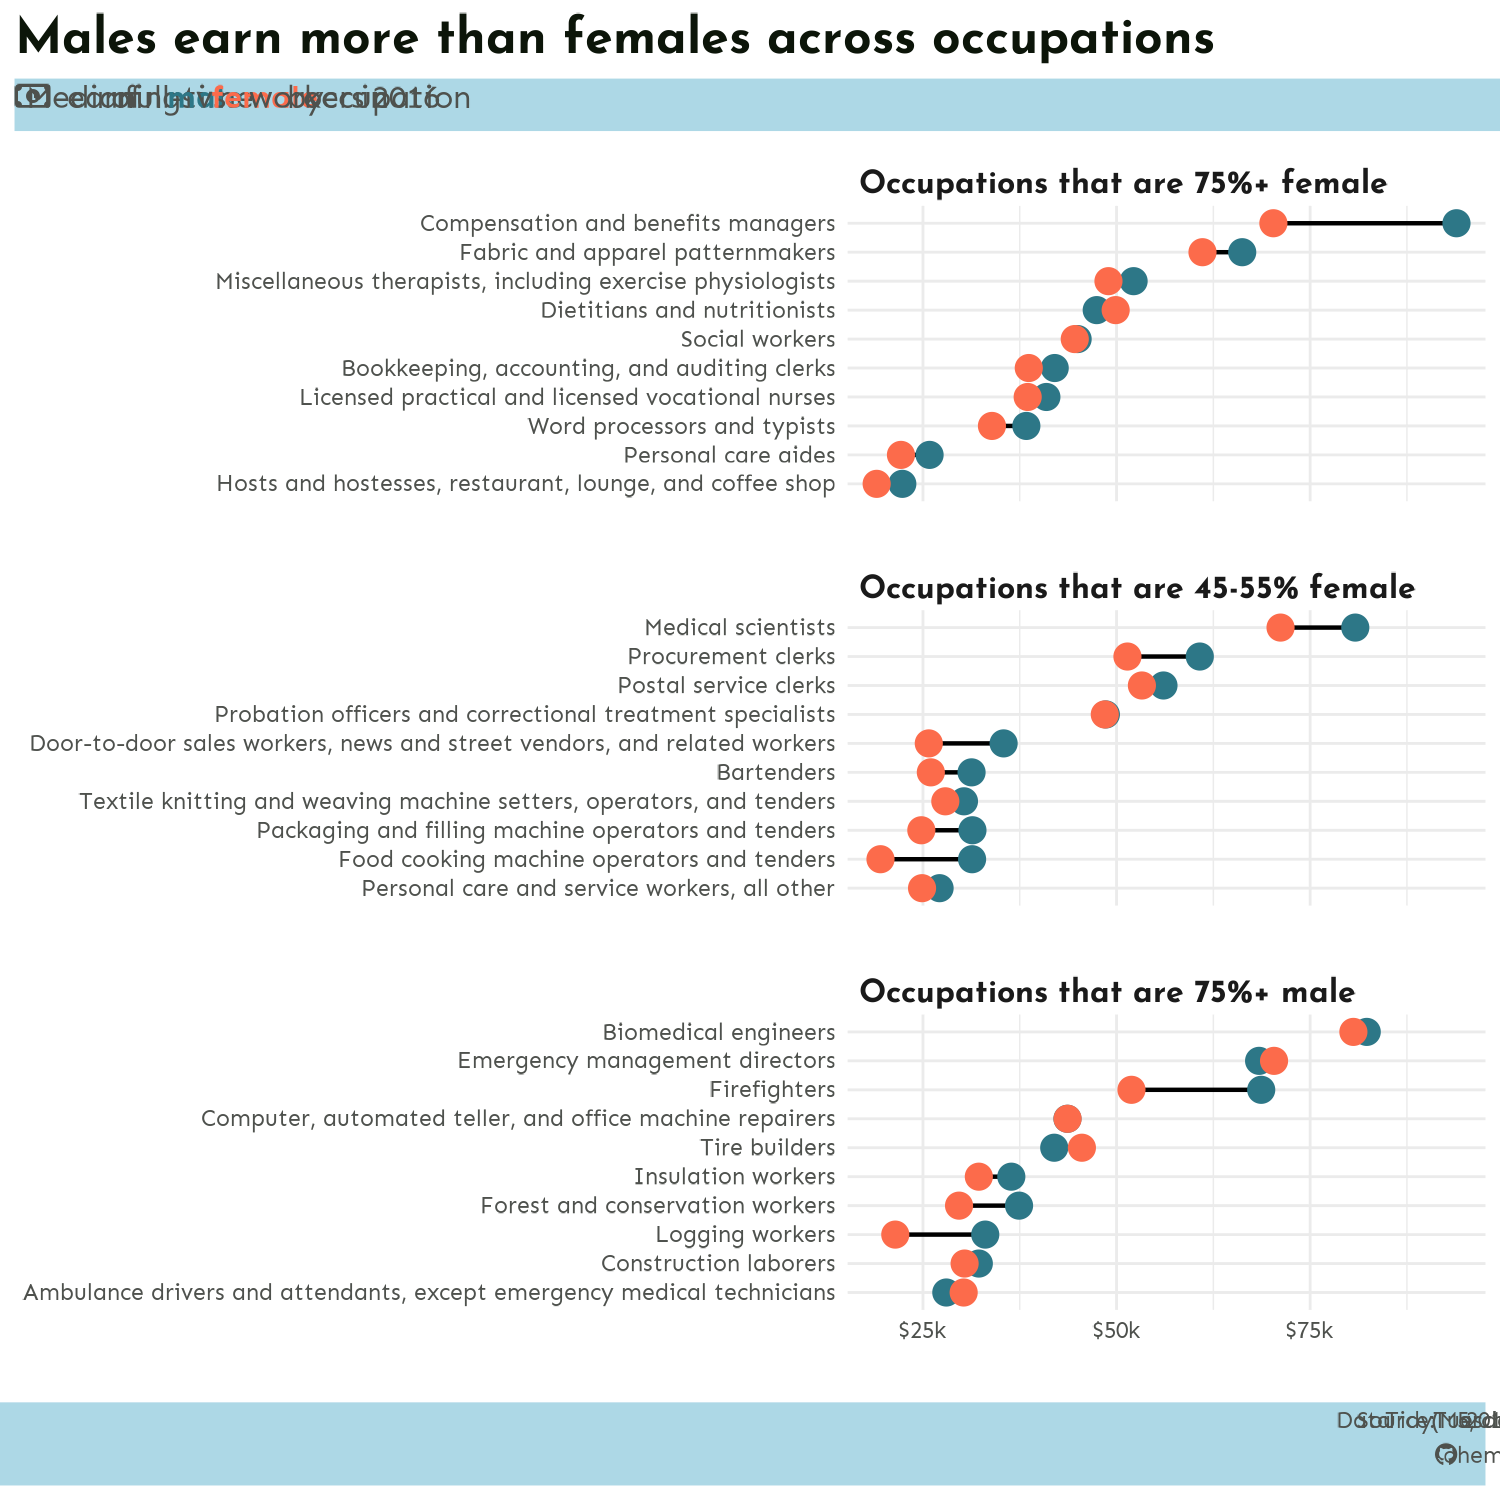 Males earn more than females across occupations
Occupations that are 75%+ female
Compensation and benefits managers
Fabric and apparel patternmakers
Miscellaneous therapists, including exercise physiologists
Dietitians and nutritionists
Social workers
Bookkeeping, accounting, and auditing clerks
Licensed practical and licensed vocational nurses
Word processors and typists
Personal care aides
Hosts and hostesses, restaurant, lounge, and coffee shop
Occupations that are 45-55% female
Medical scientists
Procurement clerks
Postal service clerks
Probation officers and correctional treatment specialists
Door-to-door sales workers, news and street vendors, and related workers
Bartenders
Textile knitting and weaving machine setters, operators, and tenders
Packaging and filling machine operators and tenders
Food cooking machine operators and tenders
Personal care and service workers, all other
Occupations that are 75%+ male
Biomedical engineers
Emergency management directors
Firefighters
Computer, automated teller, and office machine repairers
Tire builders
Insulation workers
Forest and conservation workers
Logging workers
Construction laborers
Ambulance drivers and attendants, except emergency medical technicians
$25k $50k $75k